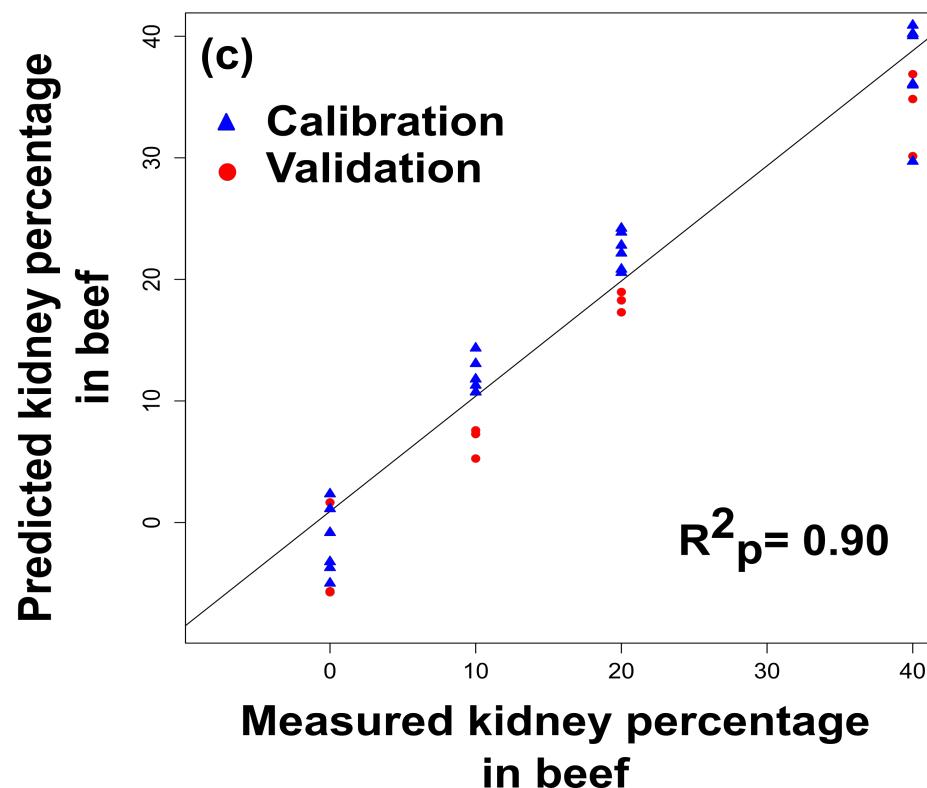 (c)
Calibration
Validation
R²p= 0.90
40
30
20
10
0
Predicted kidney percentage
in beef
0 10 20 30 40
Measured kidney percentage
in beef